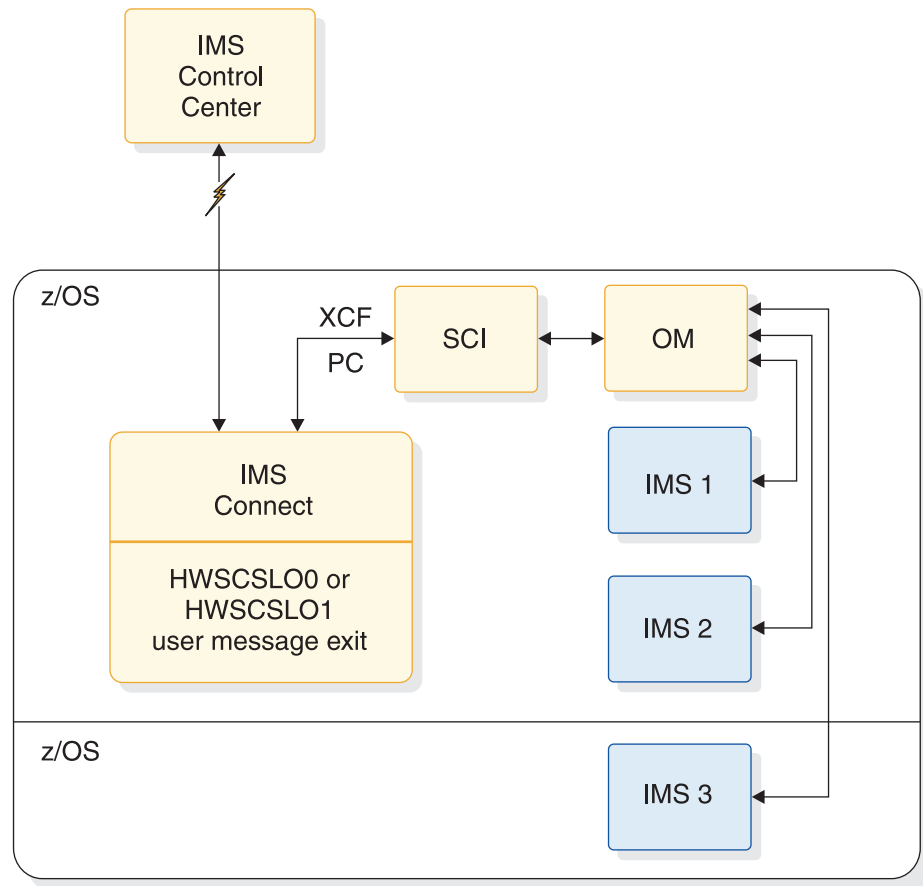 IMS
Control
Center
z/OS
XCF
PC
SCI
OM
IMS
Connect
HWSCSLO0 or
HWSCSLO1
user message exit
IMS 1
IMS 2
z/OS
IMS 3